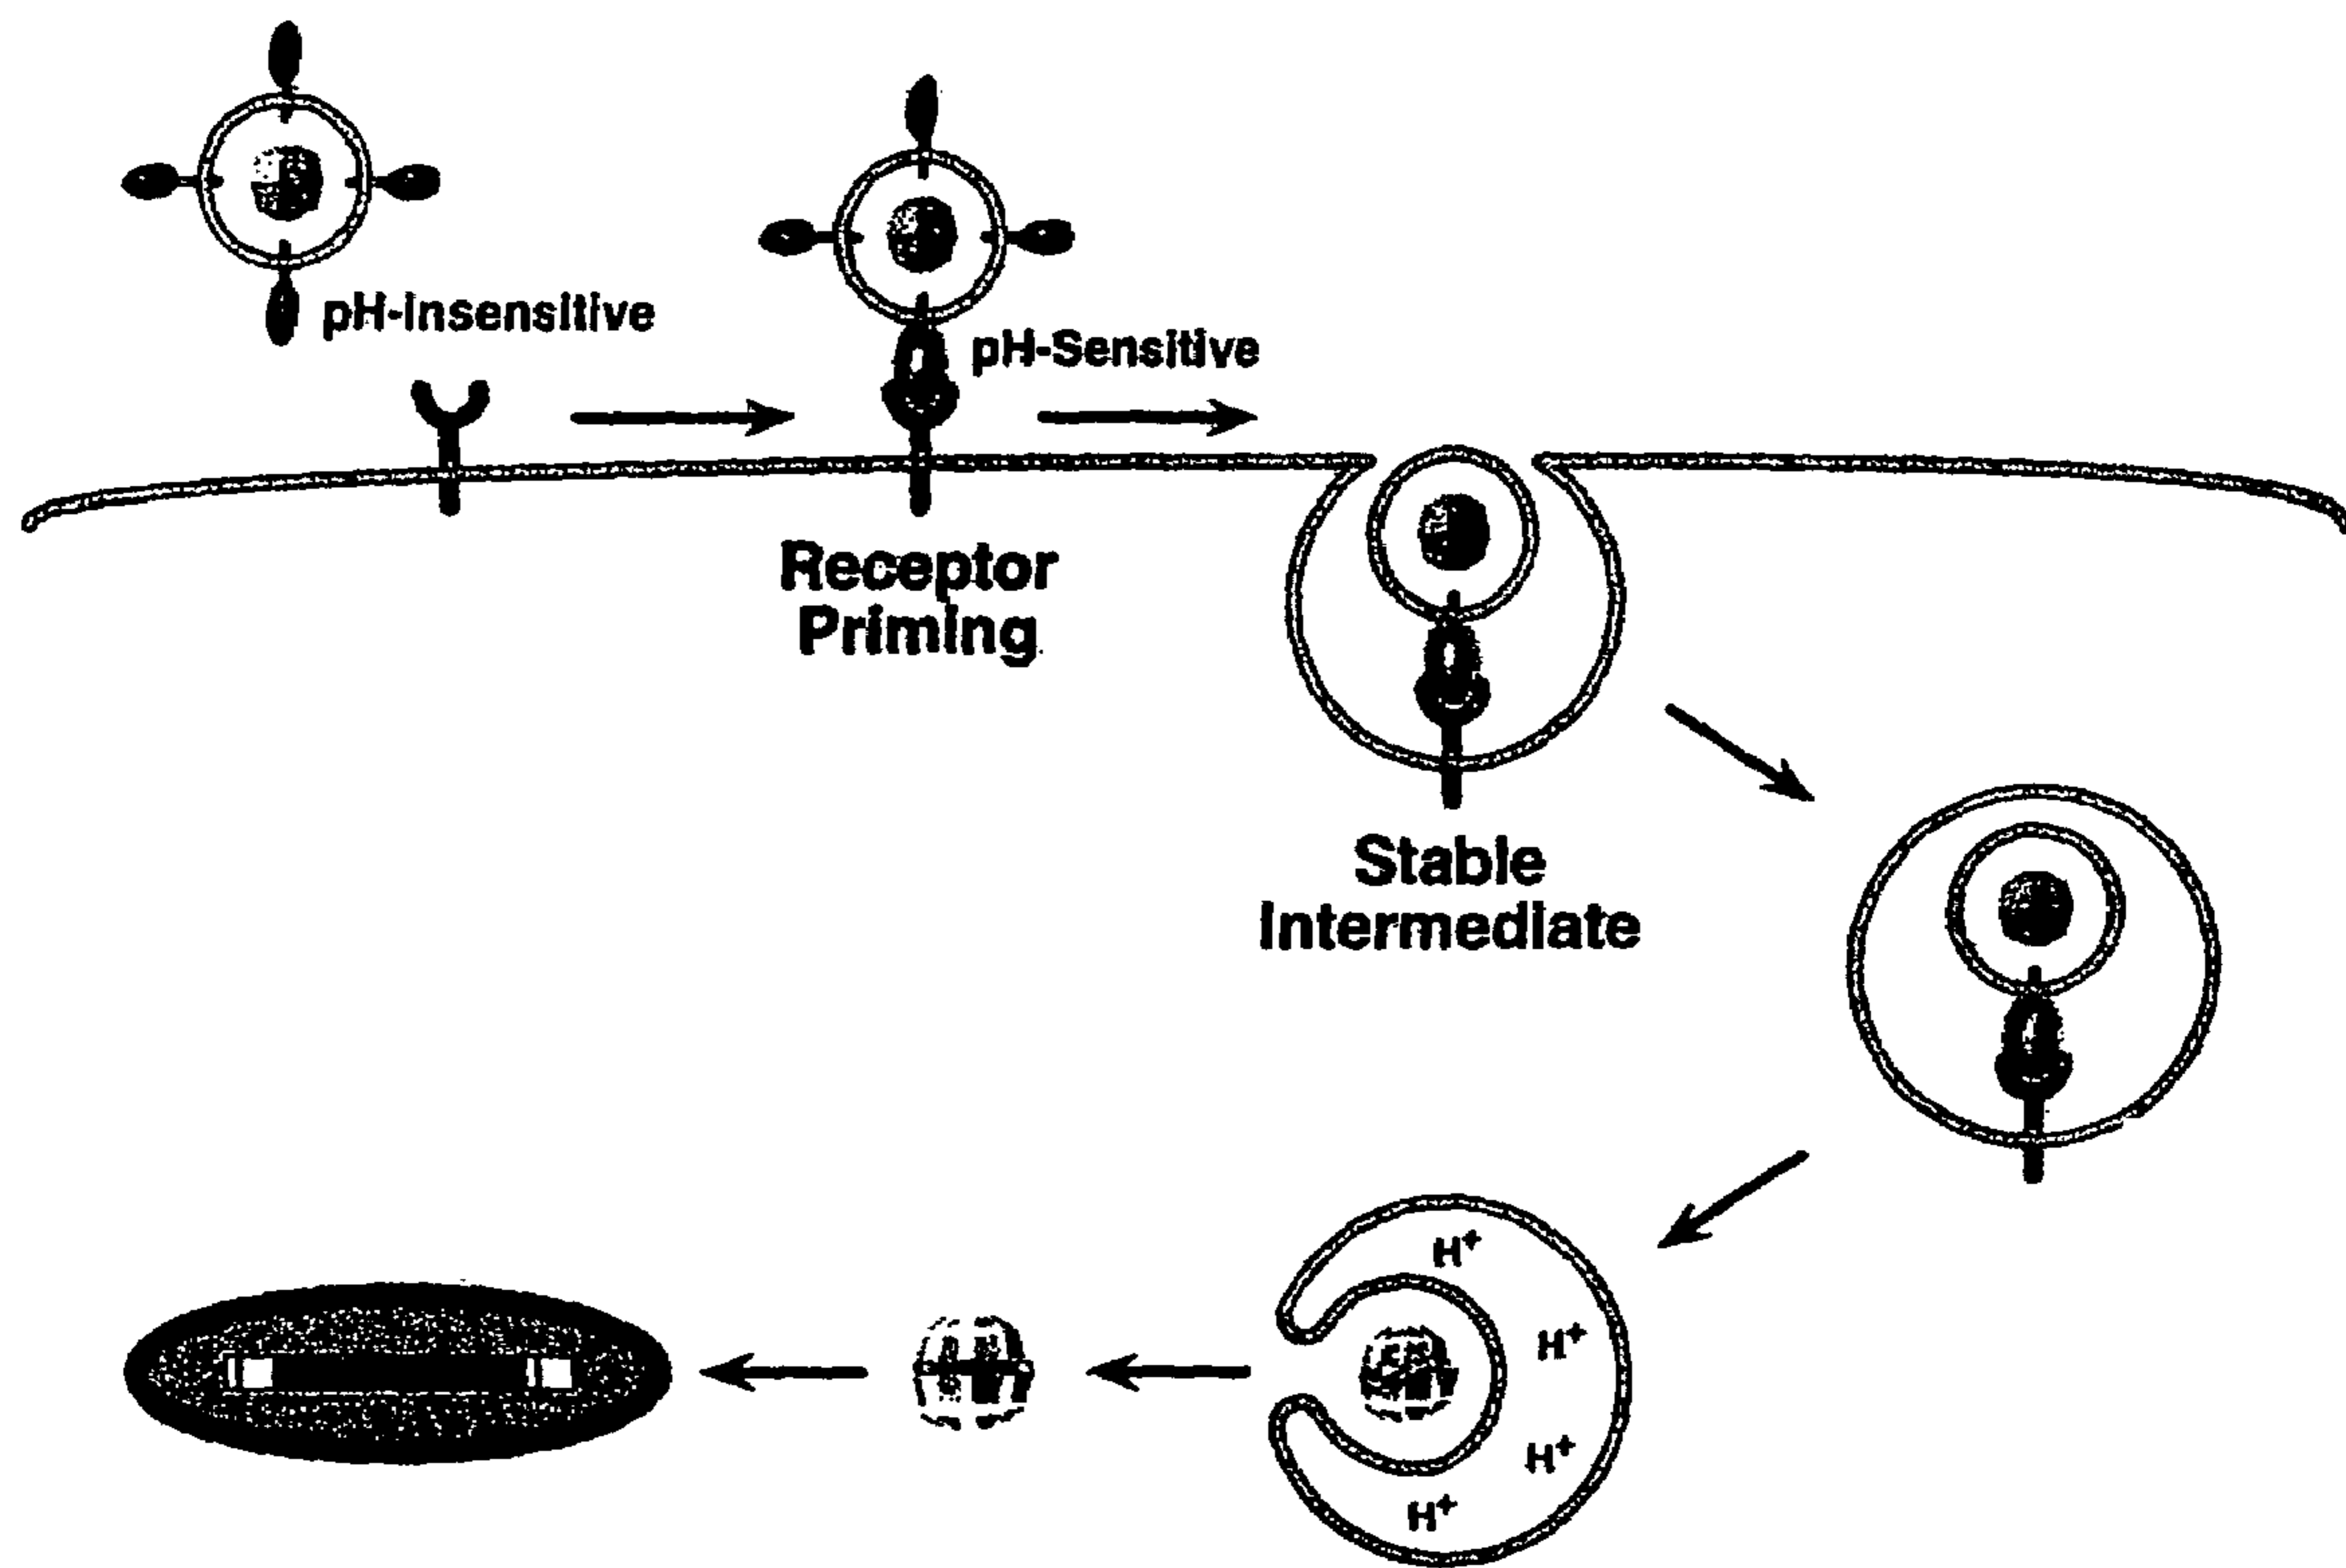 pH-Insensitive
pH-Sensitive
Receptor
Priming
Stable
Intermediate
H⁺
H⁺
H⁺
H⁺